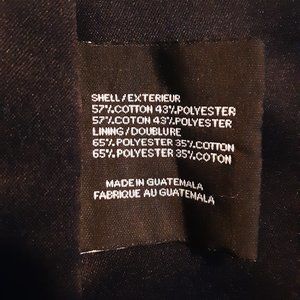 SHELL/EXTERIEUR
57%COTTON 43%POLYESTER
57%COTON 43%POLYESTER
LINING/DOUBLURE
65%POLYESTER 35%COTTON
65%POLYESTER 35%COTON
MADE IN GUATEMALA
FABRIQUE AU GUATEMALA